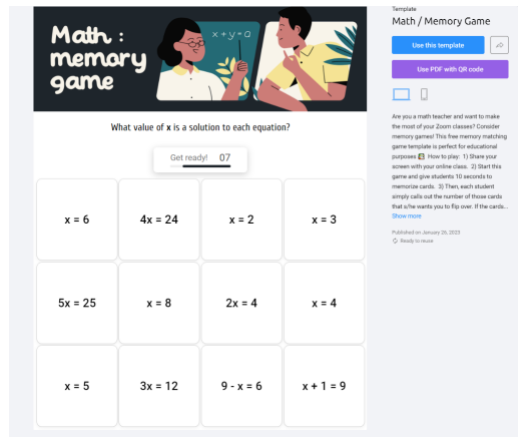 Math :
memory
game
x + y = a
What value of x is a solution to each equation?
Get ready! 07
x = 6
4x = 24
x = 2
x = 3
5x = 25
x = 8
2x = 4
x = 4
x = 5
3x = 12
9 - x = 6
x + 1 = 9
Template
Math / Memory Game
Use this template
Use PDF with QR code
Are you a math teacher and want to make
the most of your Zoom classes? Consider
memory games! This free memory matching
game template is perfect for educational
purposes How to play: 1) Share your
screen with your online class. 2) Start this
game and give students 10 seconds to
memorize cards. 3) Then, each student
simply calls out the number of those cards
that s/he wants you to flip over. If the cards...
Show more
Published on January 26, 2023
Ready to reuse